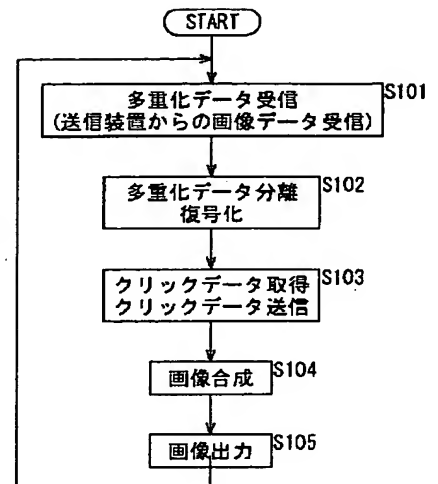 START
多重化データ受信 S101
(送信装置からの画像データ受信)
多重化データ分離 S102
復号化
クリックデータ取得 S103
クリックデータ送信
画像合成 S104
画像出力 S105